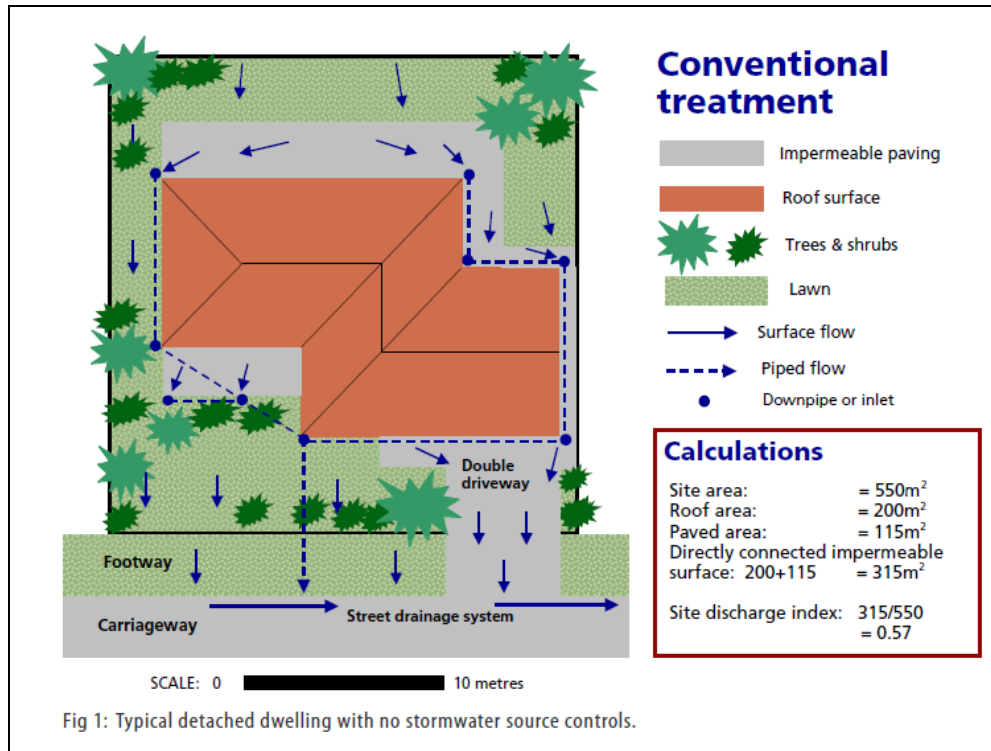 Conventional
treatment
Impermeable paving
Roof surface
Trees & shrubs
Lawn
Surface flow
Piped flow
Downpipe or inlet
Calculations
Site area: = 550m²
Roof area: = 200m²
Paved area: = 115m²
Directly connected impermeable
surface: 200+115 = 315m²
Site discharge index: 315/550
= 0.57
Double
driveway
Footway
Street drainage system
Carriageway
SCALE: 0 10 metres
Fig 1: Typical detached dwelling with no stormwater source controls.